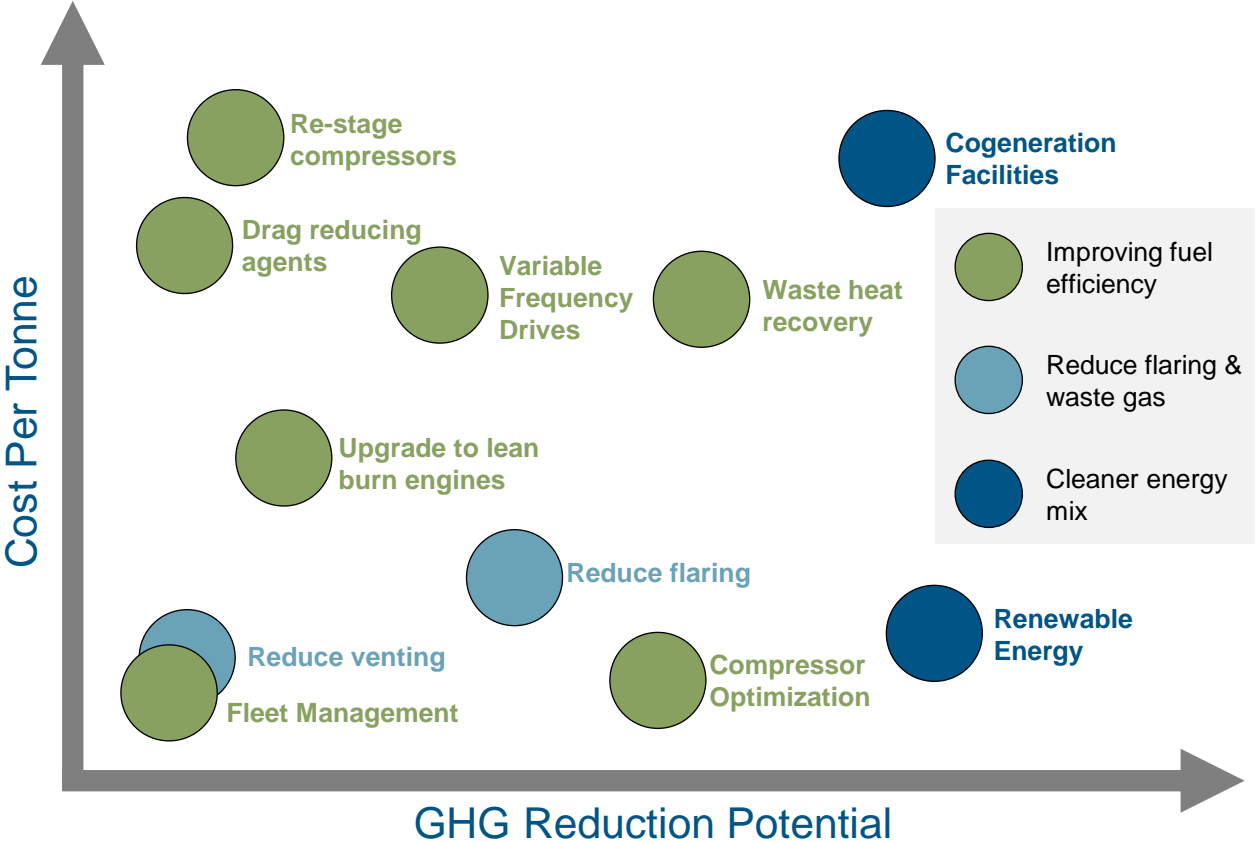 Re-stage
compressors
Cogeneration
Facilities
Drag reducing
agents
Variable
Frequency
Drives
Waste heat
recovery
Improving fuel
efficiency
Reduce flaring &
waste gas
Cleaner energy
mix
Upgrade to lean
burn engines
Reduce flaring
Renewable
Energy
Reduce venting
Compressor
Optimization
Fleet Management
Cost Per Tonne
GHG Reduction Potential